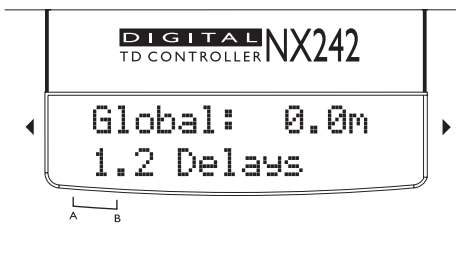 DIGITAL
TD CONTROLLER NX242
Global: 0.0m
1.2 Delays
A B